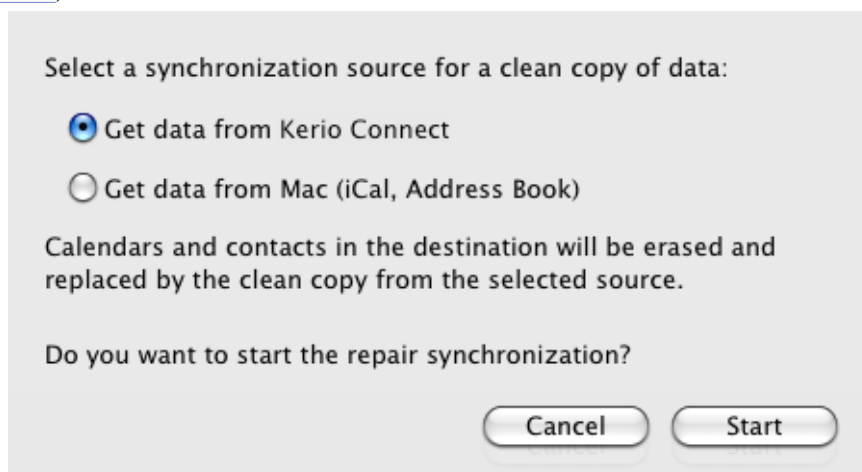 Select a synchronization source for a clean copy of data:
Get data from Kerio Connect
Get data from Mac (iCal, Address Book)
Calendars and contacts in the destination will be erased and
replaced by the clean copy from the selected source.
Do you want to start the repair synchronization?
Cancel
Start